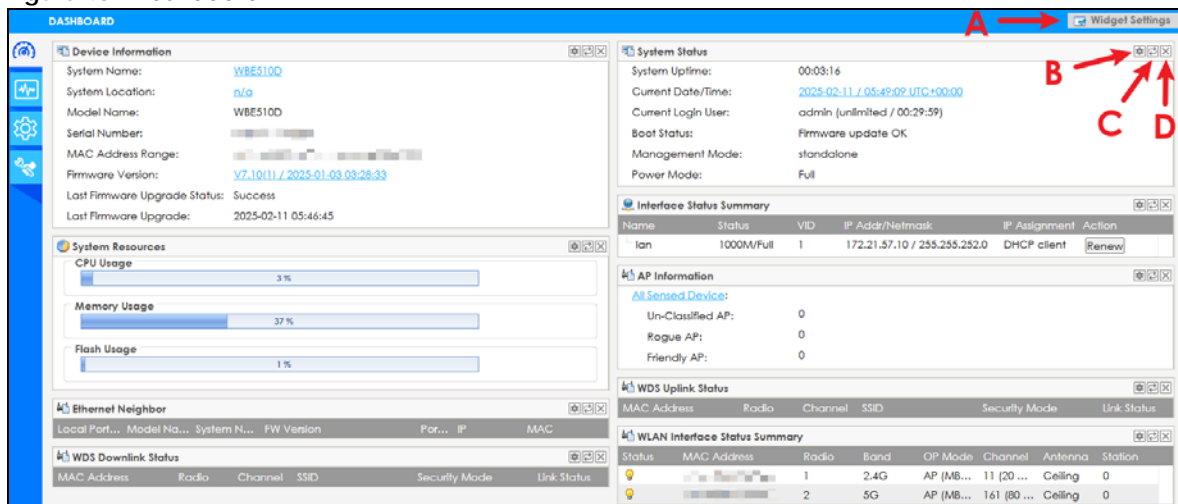 DASHBOARD
A
Widget Settings
Device Information
System Name: WBE510D
System Location: n/a
Model Name: WBE510D
Serial Number:
MAC Address Range:
Firmware Version: V7.10(1) / 2025-01-03 03:28:33
Last Firmware Upgrade Status: Success
Last Firmware Upgrade: 2025-02-11 05:46:45
System Resources
CPU Usage
3 %
Memory Usage
37 %
Flash Usage
1 %
Ethernet Neighbor
Local Port... Model Na... System N... FW Version Por... IP MAC
WDS Downlink Status
MAC Address Radio Channel SSID Security Mode Link Status
System Status
B
C
D
System Uptime: 00:03:16
Current Date/Time: 2025-02-11 / 05:49:09 UTC+00:00
Current Login User: admin (unlimited / 00:29:59)
Boot Status: Firmware update OK
Management Mode: standalone
Power Mode: Full
Interface Status Summary
Name Status VID IP Addr/Netmask IP Assignment Action
lan 1000M/Full 1 172.21.57.10 / 255.255.252.0 DHCP client Renew
AP Information
All Sensed Device:
Un-Classified AP: 0
Rogue AP: 0
Friendly AP: 0
WDS Uplink Status
MAC Address Radio Channel SSID Security Mode Link Status
WLAN Interface Status Summary
Status MAC Address Radio Band OP Mode Channel Antenna Station
1 2.4G AP (MB... 11 (20 ... Ceiling 0
2 5G AP (MB... 161 (80 ... Ceiling